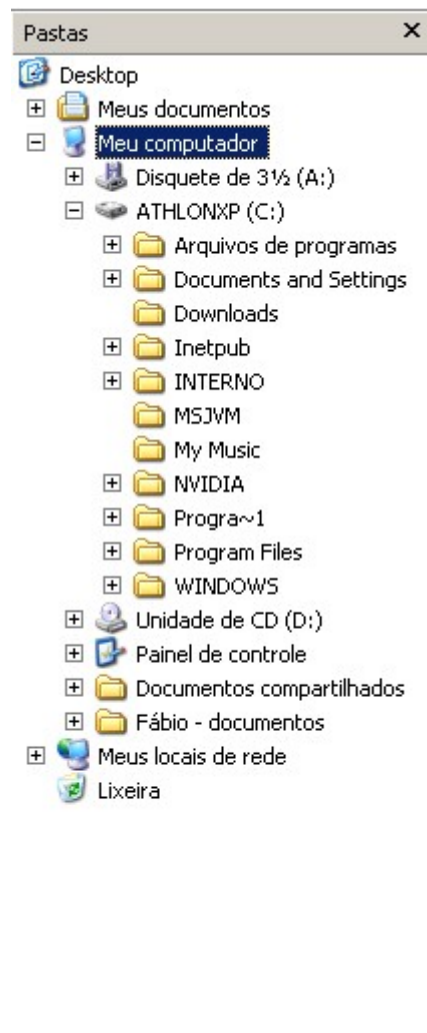 Pastas
Desktop
Meus documentos
Meu computador
Disquete de 3½ (A:)
ATHLONXP (C:)
Arquivos de programas
Documents and Settings
Downloads
Inetpub
INTERNO
MSJVM
My Music
NVIDIA
Progra~1
Program Files
WINDOWS
Unidade de CD (D:)
Painel de controle
Documentos compartilhados
Fábio - documentos
Meus locais de rede
Lixeira